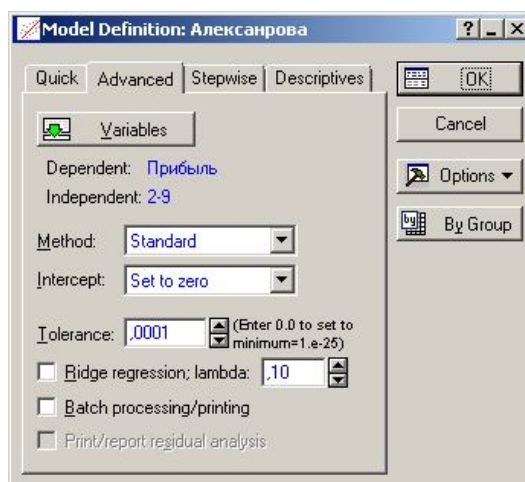 Model Definition: Алексанрова
Quick Advanced Stepwise Descriptives
Variables
Dependent: Прибыль
Independent: 2-9
Method: Standard
Intercept: Set to zero
Tolerance: ,0001 (Enter 0.0 to set to
minimum=1.e-25)
Ridge regression; lambda: ,10
Batch processing/printing
Print/report residual analysis
OK
Cancel
Options
By Group